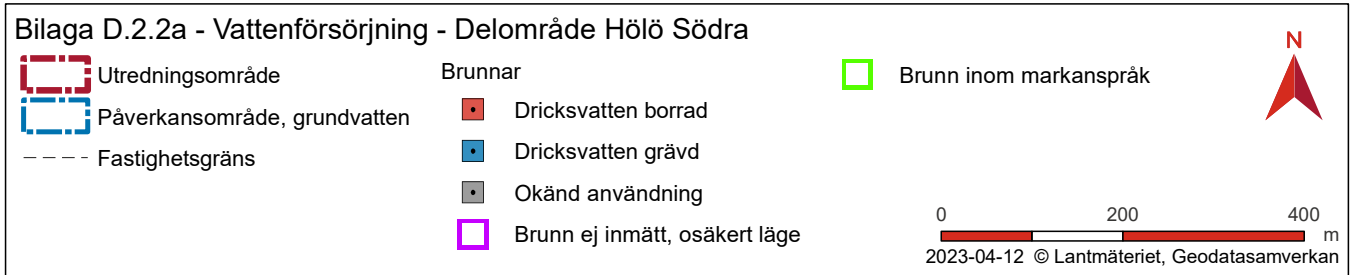 Bilaga D.2.2a - Vattenförsörjning - Delområde Hölö Södra
Utredningsområde
Påverkansområde, grundvatten
Fastighetsgräns
Brunnar
Dricksvatten borrad
Dricksvatten grävd
Okänd användning
Brunn ej inmätt, osäkert läge
Brunn inom markanspråk
N
0 200 400
m
2023-04-12 © Lantmäteriet, Geodatasamverkan